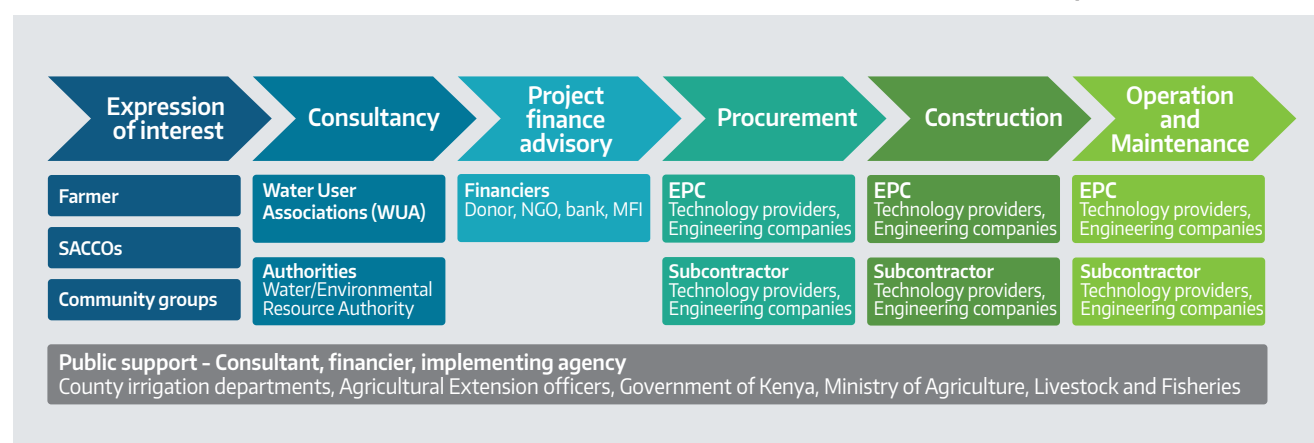 Expression
of interest
Consultancy
Project
finance
advisory
Procurement
Construction
Operation
and
Maintenance
Farmer
SACCOs
Community groups
Water User
Associations (WUA)
Authorities
Water/Environmental
Resource Authority
Financiers
Donor, NGO, bank, MFI
EPC
Technology providers,
Engineering companies
Subcontractor
Technology providers,
Engineering companies
EPC
Technology providers,
Engineering companies
Subcontractor
Technology providers,
Engineering companies
EPC
Technology providers,
Engineering companies
Subcontractor
Technology providers,
Engineering companies
Public support - Consultant, financier, implementing agency
County irrigation departments, Agricultural Extension officers, Government of Kenya, Ministry of Agriculture, Livestock and Fisheries